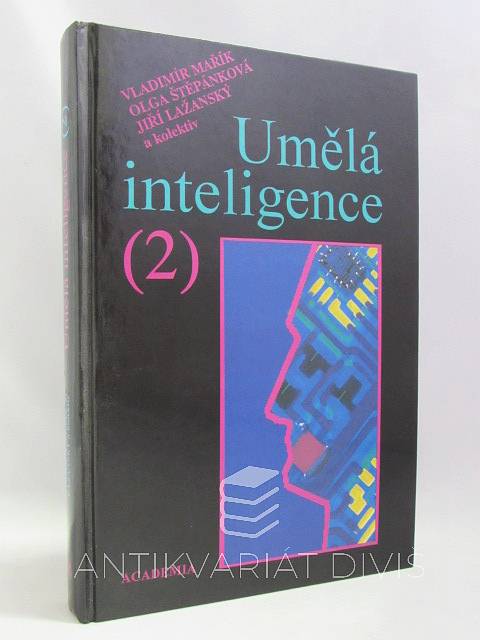 VLADIMÍR MAŘÍK
OLGA ŠTĚPÁNKOVÁ
JIŘÍ LAŽANSKÝ
a kolektiv
Umělá
inteligence
(2)
ACADEMIA
ANTIKVARIÁT DIVIŠ